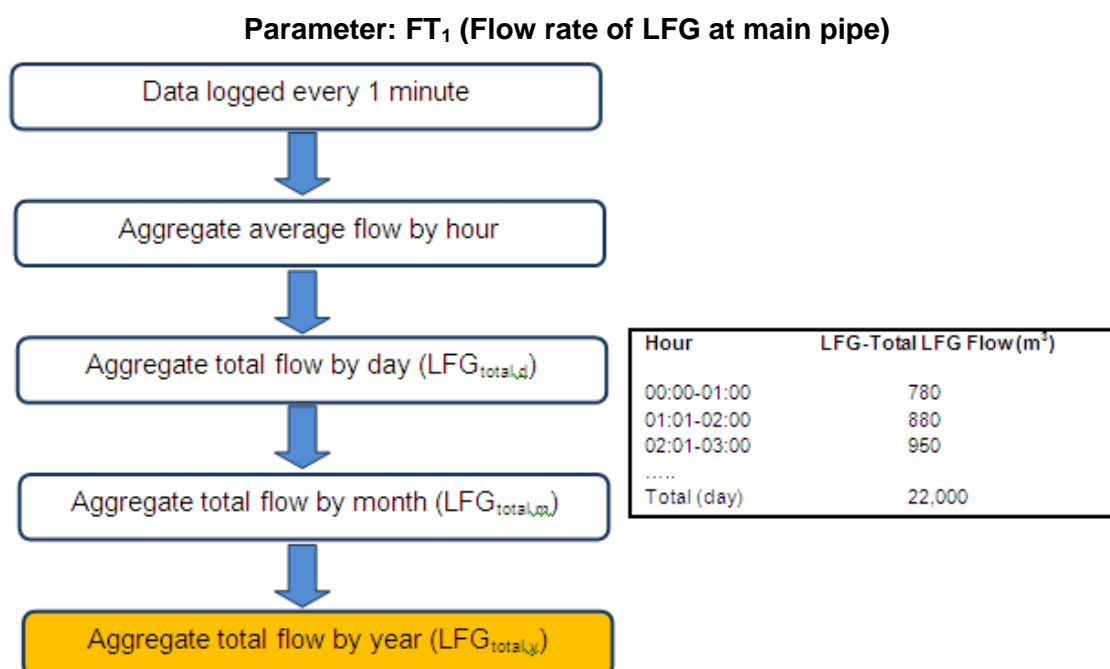 Parameter: FT₁ (Flow rate of LFG at main pipe)
Data logged every 1 minute
Aggregate average flow by hour
Aggregate total flow by day (LFGtotal,d)
Aggregate total flow by month (LFGtotal,m)
Aggregate total flow by year (LFGtotal,y)
Hour LFG-Total LFG Flow(m³)
00:00-01:00 780
01:01-02:00 880
02:01-03:00 950
.....
Total (day) 22,000